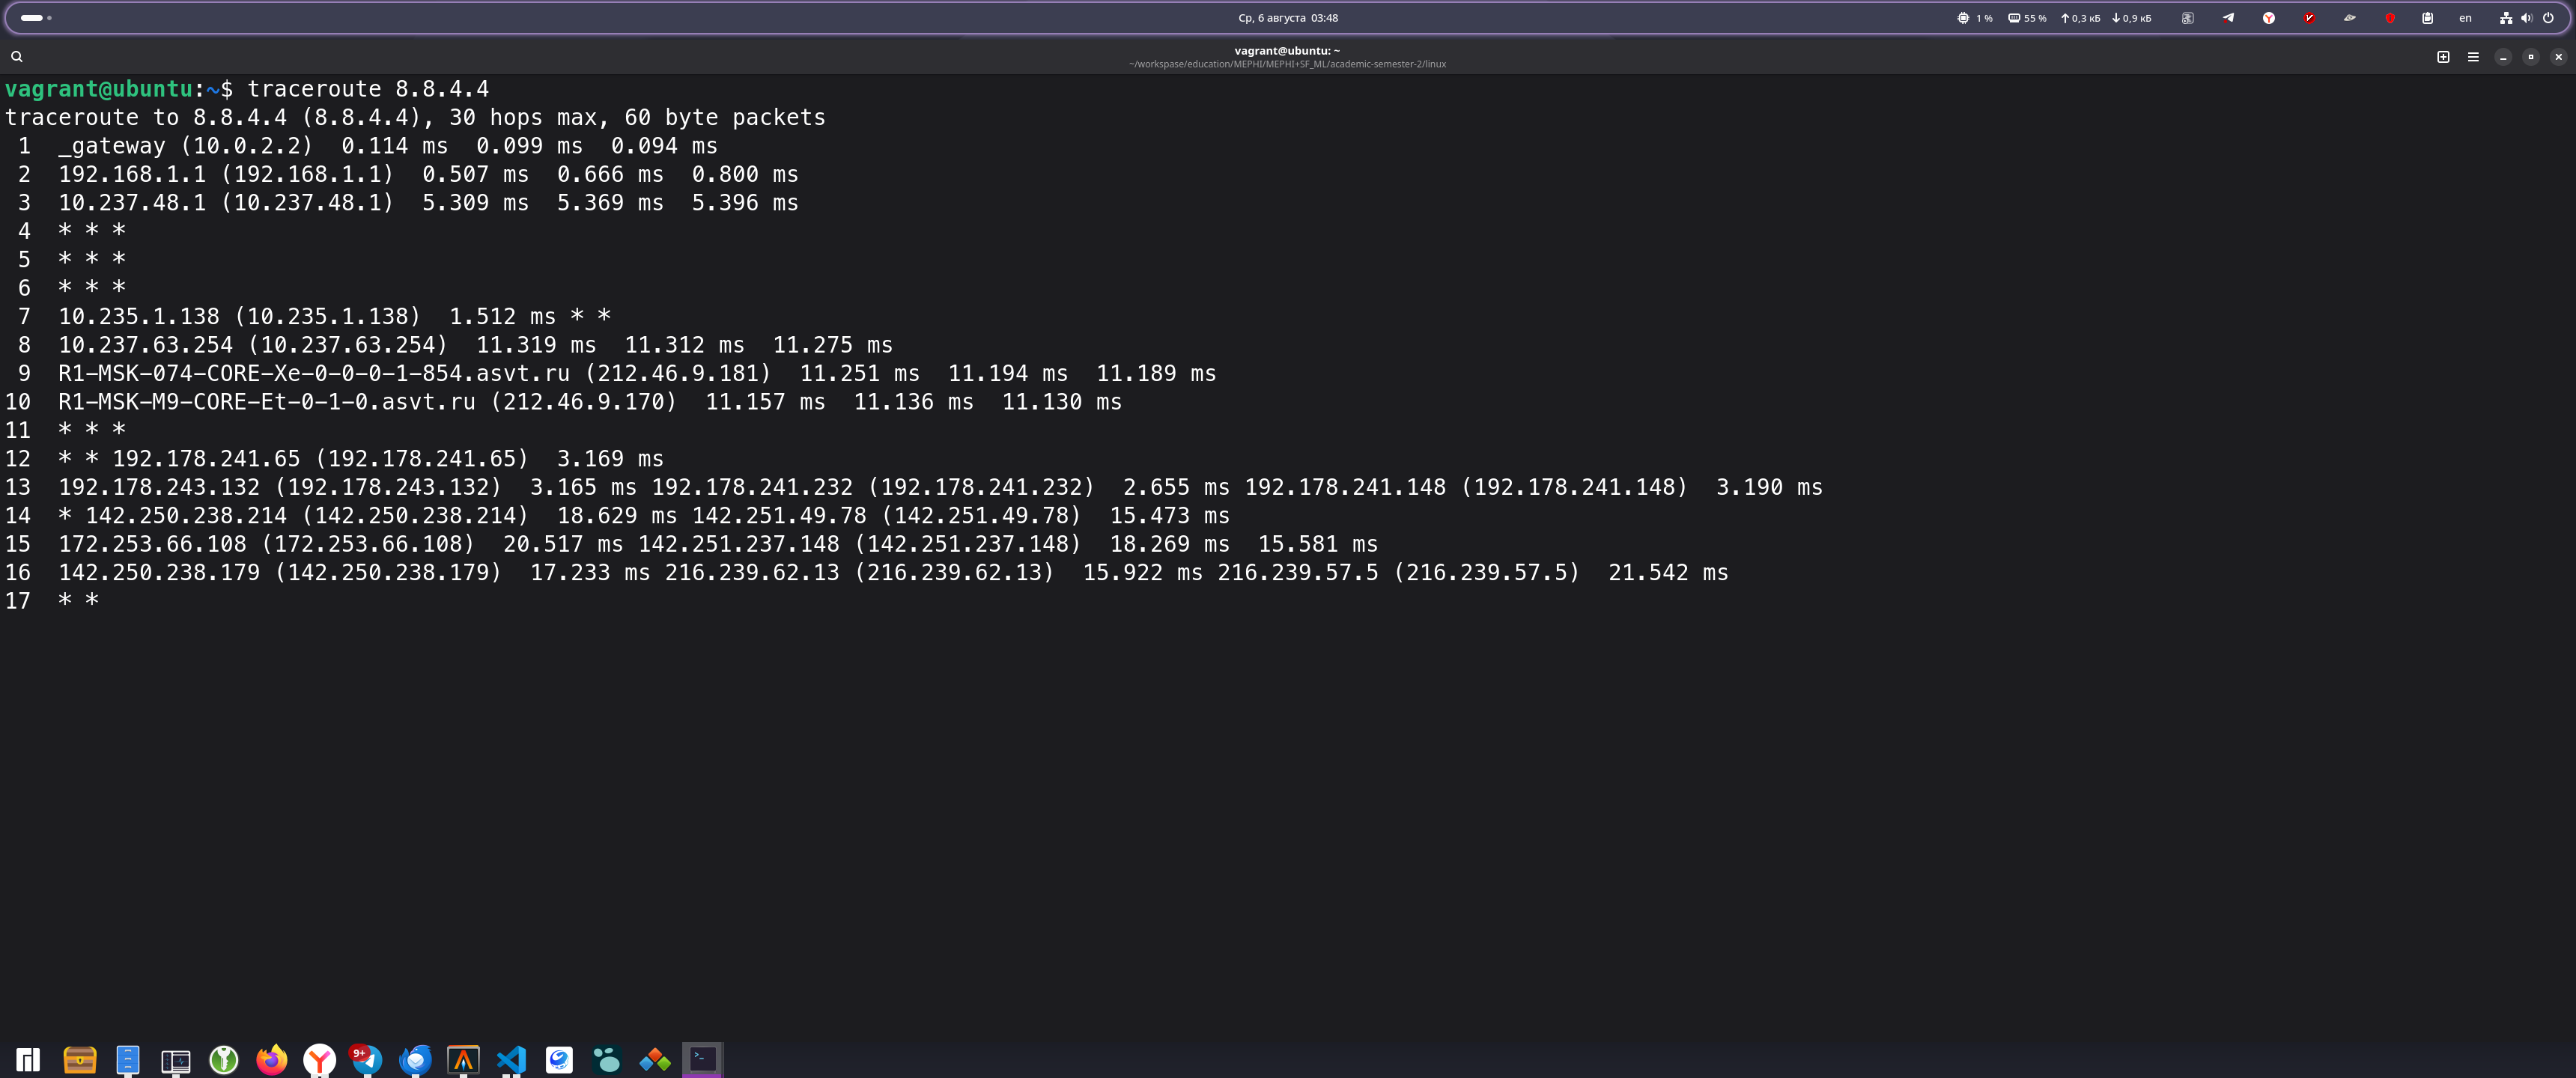 Ср, 6 августа 03:48
1 %
55 %
0,3 кБ
0,9 кБ
en
vagrant@ubuntu: ~
~/workspase/education/MEPHI/MEPHI+SF_ML/academic-semester-2/linux
vagrant@ubuntu:~$ traceroute 8.8.4.4
traceroute to 8.8.4.4 (8.8.4.4), 30 hops max, 60 byte packets
 1  _gateway (10.0.2.2)  0.114 ms  0.099 ms  0.094 ms
 2  192.168.1.1 (192.168.1.1)  0.507 ms  0.666 ms  0.800 ms
 3  10.237.48.1 (10.237.48.1)  5.309 ms  5.369 ms  5.396 ms
 4  * * *
 5  * * *
 6  * * *
 7  10.235.1.138 (10.235.1.138)  1.512 ms * *
 8  10.237.63.254 (10.237.63.254)  11.319 ms  11.312 ms  11.275 ms
 9  R1-MSK-074-CORE-Xe-0-0-0-1-854.asvt.ru (212.46.9.181)  11.251 ms  11.194 ms  11.189 ms
10  R1-MSK-M9-CORE-Et-0-1-0.asvt.ru (212.46.9.170)  11.157 ms  11.136 ms  11.130 ms
11  * * *
12  * * 192.178.241.65 (192.178.241.65)  3.169 ms
13  192.178.243.132 (192.178.243.132)  3.165 ms 192.178.241.232 (192.178.241.232)  2.655 ms 192.178.241.148 (192.178.241.148)  3.190 ms
14  * 142.250.238.214 (142.250.238.214)  18.629 ms 142.251.49.78 (142.251.49.78)  15.473 ms
15  172.253.66.108 (172.253.66.108)  20.517 ms 142.251.237.148 (142.251.237.148)  18.269 ms  15.581 ms
16  142.250.238.179 (142.250.238.179)  17.233 ms 216.239.62.13 (216.239.62.13)  15.922 ms 216.239.57.5 (216.239.57.5)  21.542 ms
17  * *
9+